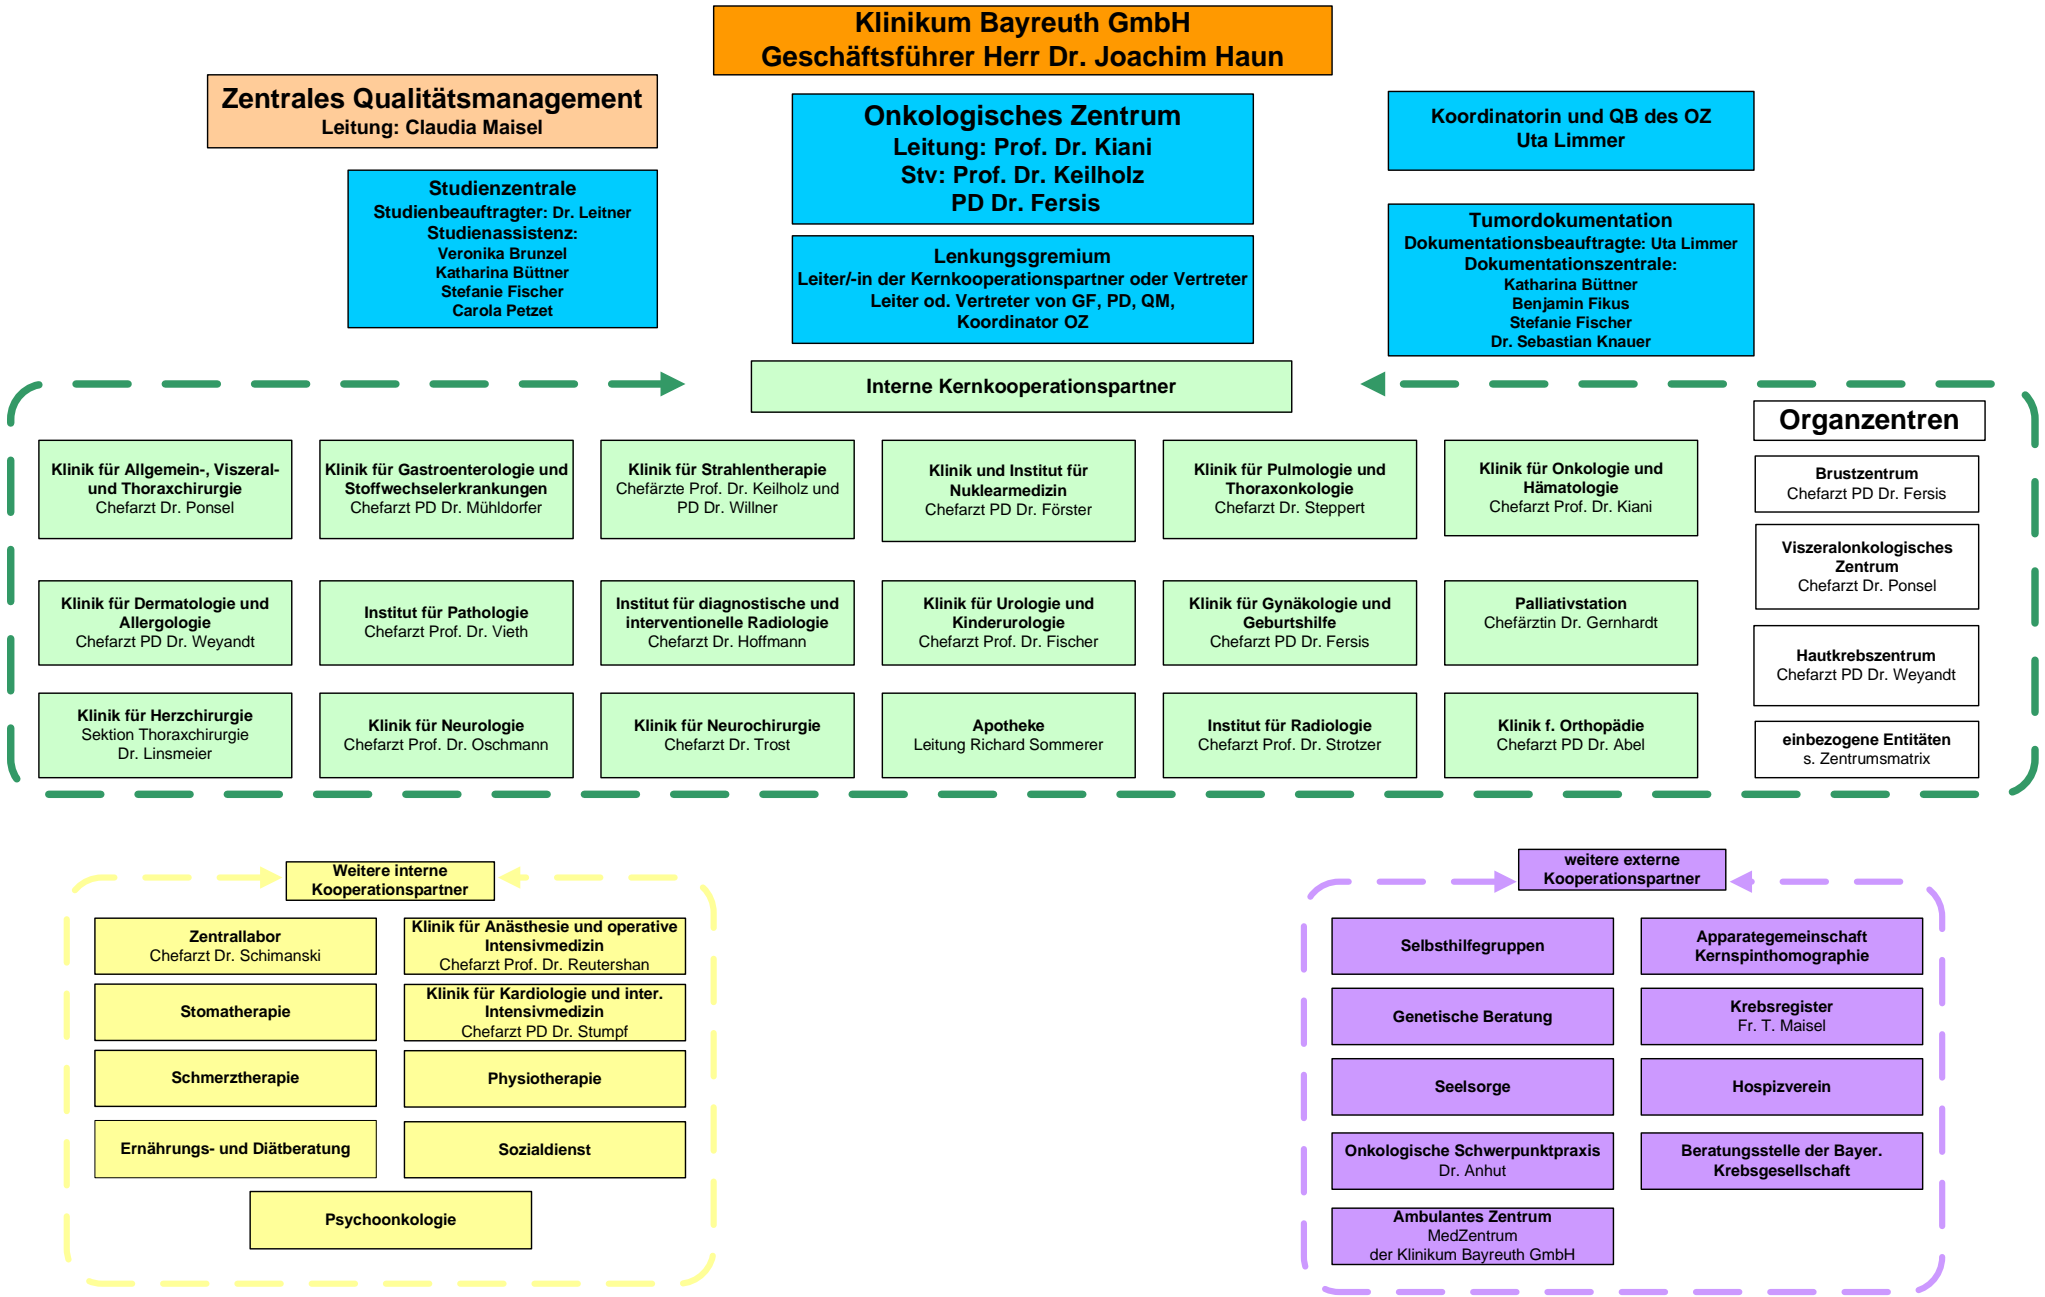 Klinikum Bayreuth GmbH
Geschäftsführer Herr Dr. Joachim Haun
Zentrales Qualitätsmanagement
Leitung: Claudia Maisel
Onkologisches Zentrum
Leitung: Prof. Dr. Kiani
Stv: Prof. Dr. Keilholz
PD Dr. Fersis
Koordinatorin und QB des OZ
Uta Limmer
Studienzentrale
Studienbeauftragter: Dr. Leitner
Studienassistenz:
Veronika Brunzel
Katharina Büttner
Stefanie Fischer
Carola Petzet
Lenkungsgremium
Leiter/-in der Kernkooperationspartner oder Vertreter
Leiter od. Vertreter von GF, PD, QM,
Koordinator OZ
Tumordokumentation
Dokumentationsbeauftragte: Uta Limmer
Dokumentationszentrale:
Katharina Büttner
Benjamin Fikus
Stefanie Fischer
Dr. Sebastian Knauer
Interne Kernkooperationspartner
Klinik für Allgemein-, Viszeral-
und Thoraxchirurgie
Chefarzt Dr. Ponsel
Klinik für Gastroenterologie und
Stoffwechselerkrankungen
Chefarzt PD Dr. Mühldorfer
Klinik für Strahlentherapie
Chefärzte Prof. Dr. Keilholz und
PD Dr. Willner
Klinik und Institut für
Nuklearmedizin
Chefarzt PD Dr. Förster
Klinik für Pulmologie und
Thoraxonkologie
Chefarzt Dr. Steppert
Klinik für Onkologie und
Hämatologie
Chefarzt Prof. Dr. Kiani
Klinik für Dermatologie und
Allergologie
Chefarzt PD Dr. Weyandt
Institut für Pathologie
Chefarzt Prof. Dr. Vieth
Institut für diagnostische und
interventionelle Radiologie
Chefarzt Dr. Hoffmann
Klinik für Urologie und
Kinderurologie
Chefarzt Prof. Dr. Fischer
Klinik für Gynäkologie und
Geburtshilfe
Chefarzt PD Dr. Fersis
Palliativstation
Chefärztin Dr. Gernhardt
Klinik für Herzchirurgie
Sektion Thoraxchirurgie
Dr. Linsmeier
Klinik für Neurologie
Chefarzt Prof. Dr. Oschmann
Klinik für Neurochirurgie
Chefarzt Dr. Trost
Apotheke
Leitung Richard Sommerer
Institut für Radiologie
Chefarzt Prof. Dr. Strotzer
Klinik f. Orthopädie
Chefarzt PD Dr. Abel
Organzentren
Brustzentrum
Chefarzt PD Dr. Fersis
Viszeralonkologisches
Zentrum
Chefarzt Dr. Ponsel
Hautkrebszentrum
Chefarzt PD Dr. Weyandt
einbezogene Entitäten
s. Zentrumsmatrix
Weitere interne
Kooperationspartner
Zentrallabor
Chefarzt Dr. Schimanski
Klinik für Anästhesie und operative
Intensivmedizin
Chefarzt Prof. Dr. Reutershan
Stomatherapie
Klinik für Kardiologie und inter.
Intensivmedizin
Chefarzt PD Dr. Stumpf
Schmerztherapie
Physiotherapie
Ernährungs- und Diätberatung
Sozialdienst
Psychoonkologie
weitere externe
Kooperationspartner
Selbsthilfegruppen
Apparategemeinschaft
Kernspinthomographie
Genetische Beratung
Krebsregister
Fr. T. Maisel
Seelsorge
Hospizverein
Onkologische Schwerpunktpraxis
Dr. Anhut
Beratungsstelle der Bayer.
Krebsgesellschaft
Ambulantes Zentrum
MedZentrum
der Klinikum Bayreuth GmbH